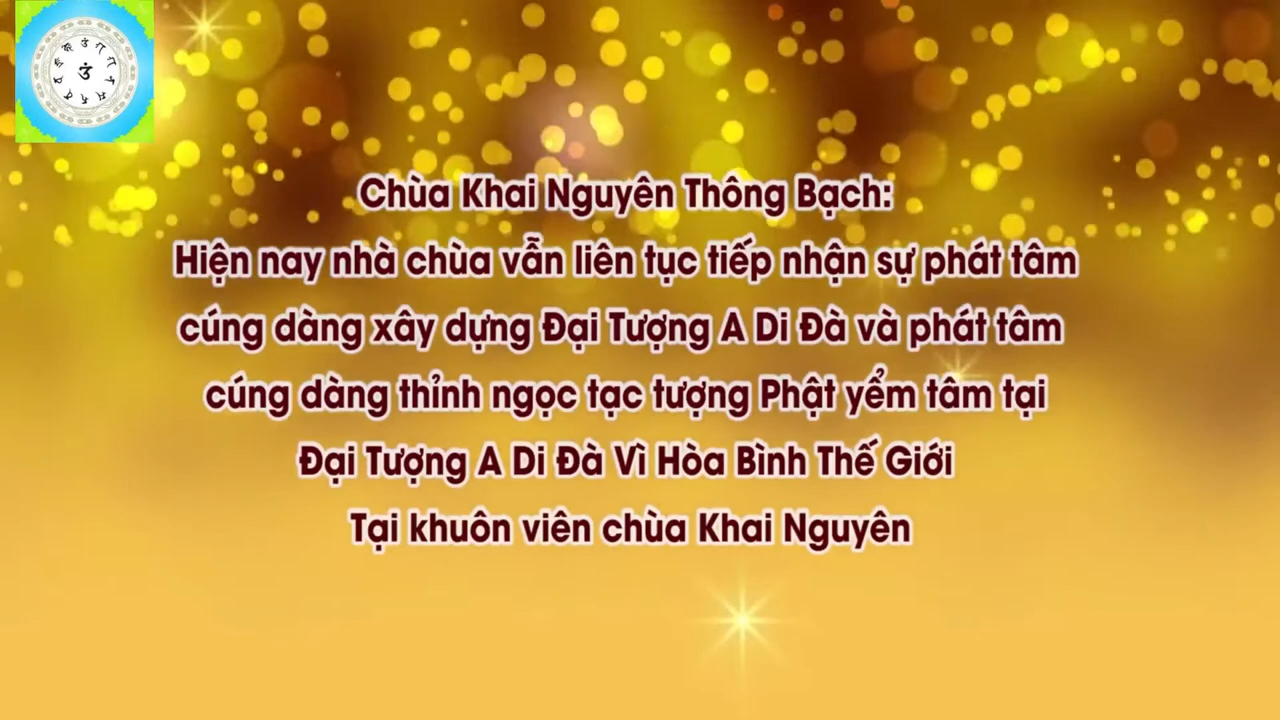 Chùa Khai Nguyên Thông Bạch:
Hiện nay nhà chùa vẫn liên tục tiếp nhận sự phát tâm
cúng dàng xây dựng Đại Tượng A Di Đà và phát tâm
cúng dàng thỉnh ngọc tạc tượng Phật yểm tâm tại
Đại Tượng A Di Đà Vì Hòa Bình Thế Giới
Tại khuôn viên chùa Khai Nguyên